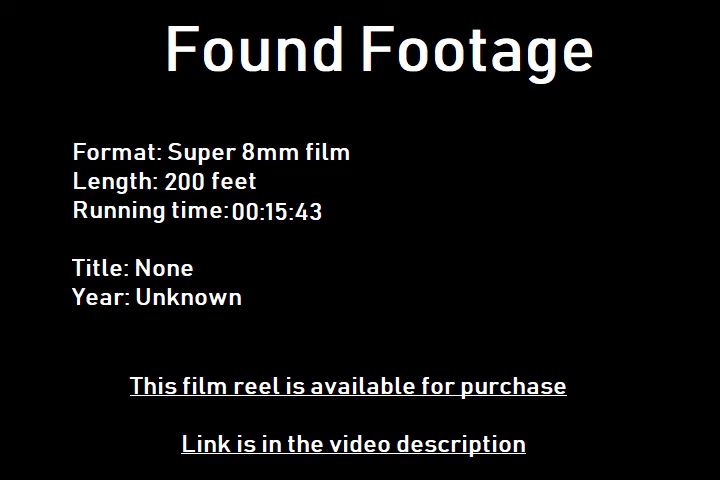 Found Footage
Format: Super 8mm film
Length: 200 feet
Running time: 00:15:43
Title: None
Year: Unknown
This film reel is available for purchase
Link is in the video description